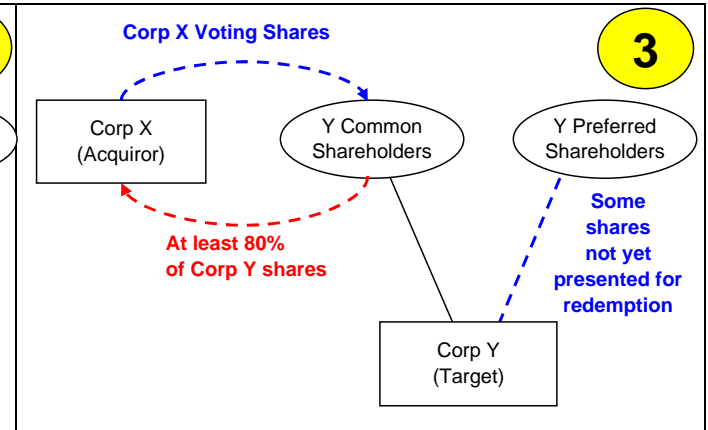 Corp X Voting Shares
3
Corp X
(Acquiror)
Y Common
Shareholders
Y Preferred
Shareholders
At least 80%
of Corp Y shares
Some
shares
not yet
presented for
redemption
Corp Y
(Target)